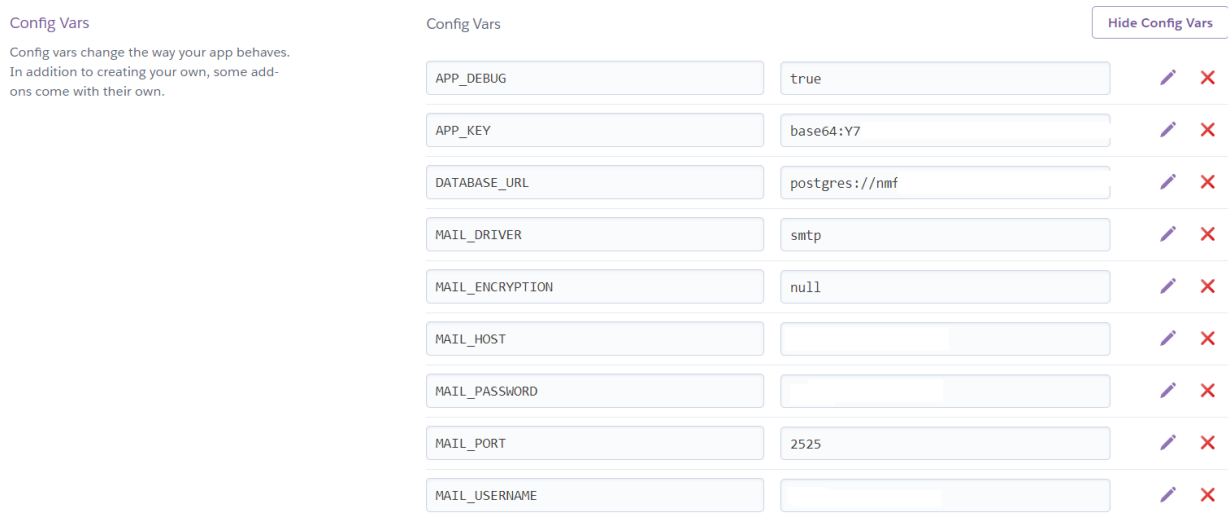 Config Vars
Config vars change the way your app behaves.
In addition to creating your own, some add-
ons come with their own.
Config Vars
Hide Config Vars
APP_DEBUG true
APP_KEY base64:Y7
DATABASE_URL postgres://nmf
MAIL_DRIVER smtp
MAIL_ENCRYPTION null
MAIL_HOST
MAIL_PASSWORD
MAIL_PORT 2525
MAIL_USERNAME